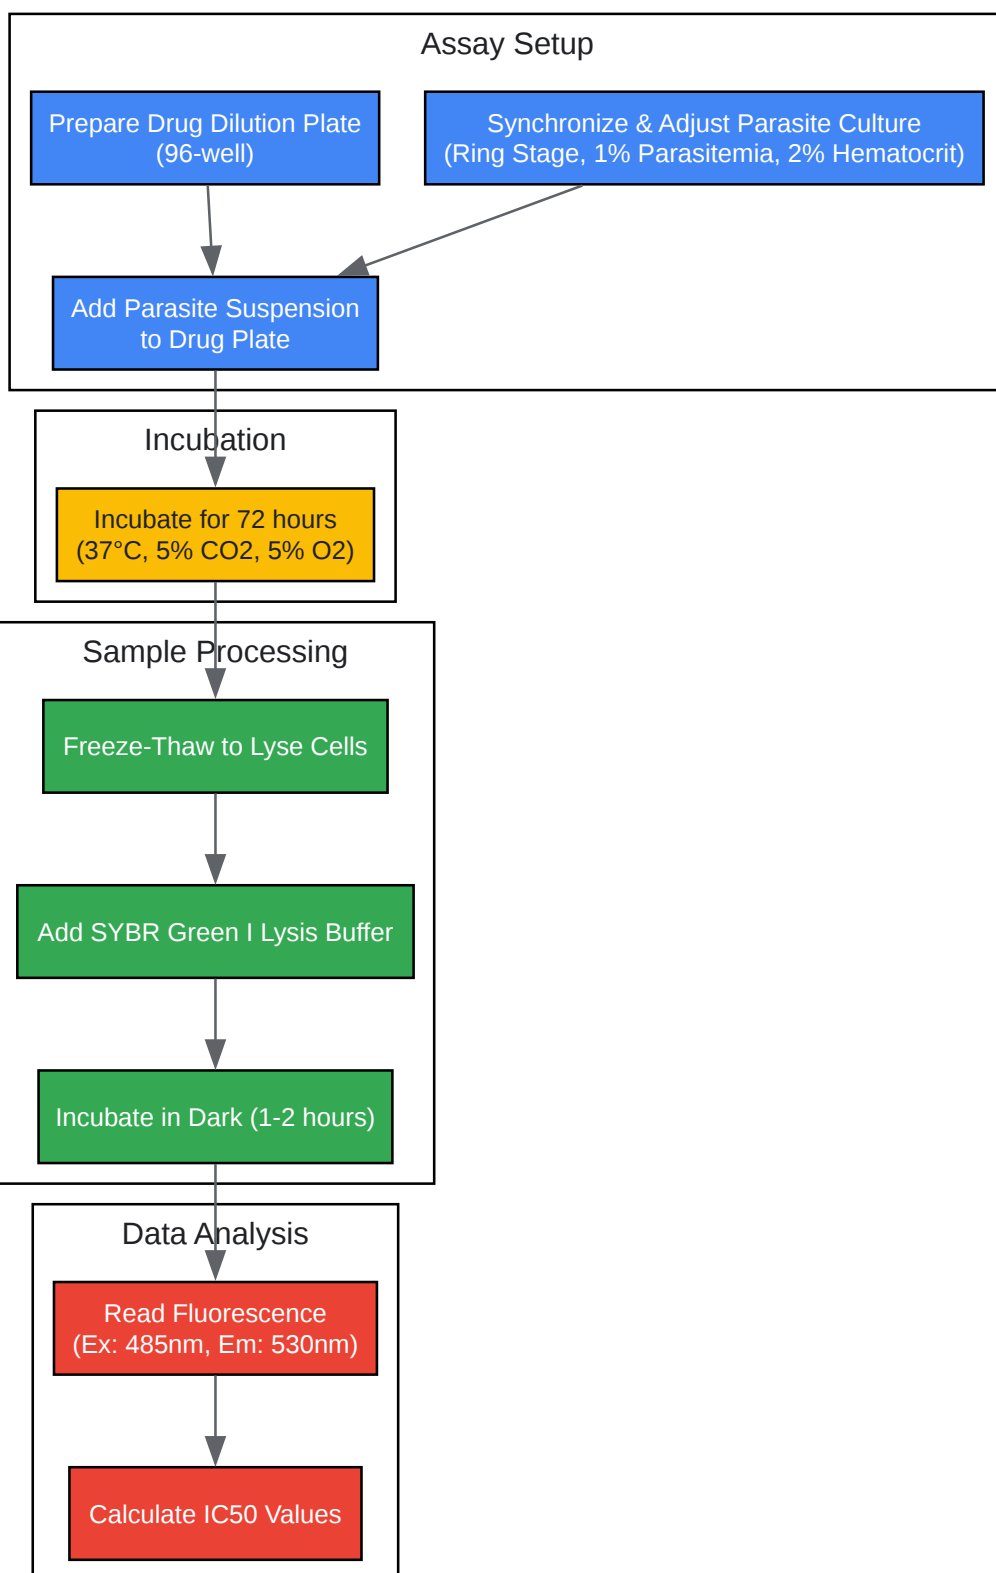 Assay Setup
Prepare Drug Dilution Plate
(96-well)
Synchronize & Adjust Parasite Culture
(Ring Stage, 1% Parasitemia, 2% Hematocrit)
Add Parasite Suspension
to Drug Plate
Incubation
Incubate for 72 hours
(37°C, 5% CO2, 5% O2)
Sample Processing
Freeze-Thaw to Lyse Cells
Add SYBR Green I Lysis Buffer
Incubate in Dark (1-2 hours)
Data Analysis
Read Fluorescence
(Ex: 485nm, Em: 530nm)
Calculate IC50 Values